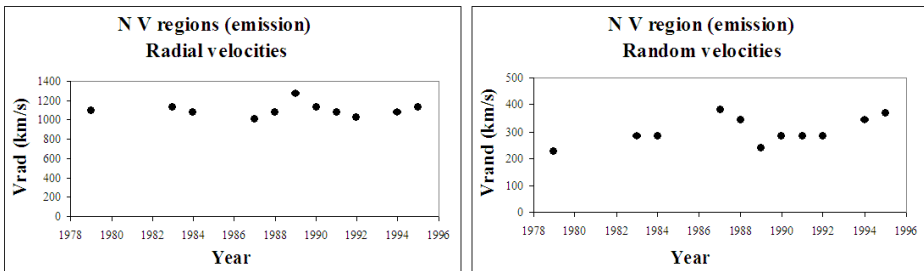 N V regions (emission)
Radial velocities
Vrad (km/s)
1400
1200
1000
800
600
400
200
0
1978 1980 1982 1984 1986 1988 1990 1992 1994 1996
Year
N V region (emission)
Random velocities
Vrand (km/s)
500
400
300
200
100
0
1978 1980 1982 1984 1986 1988 1990 1992 1994 1996
Year